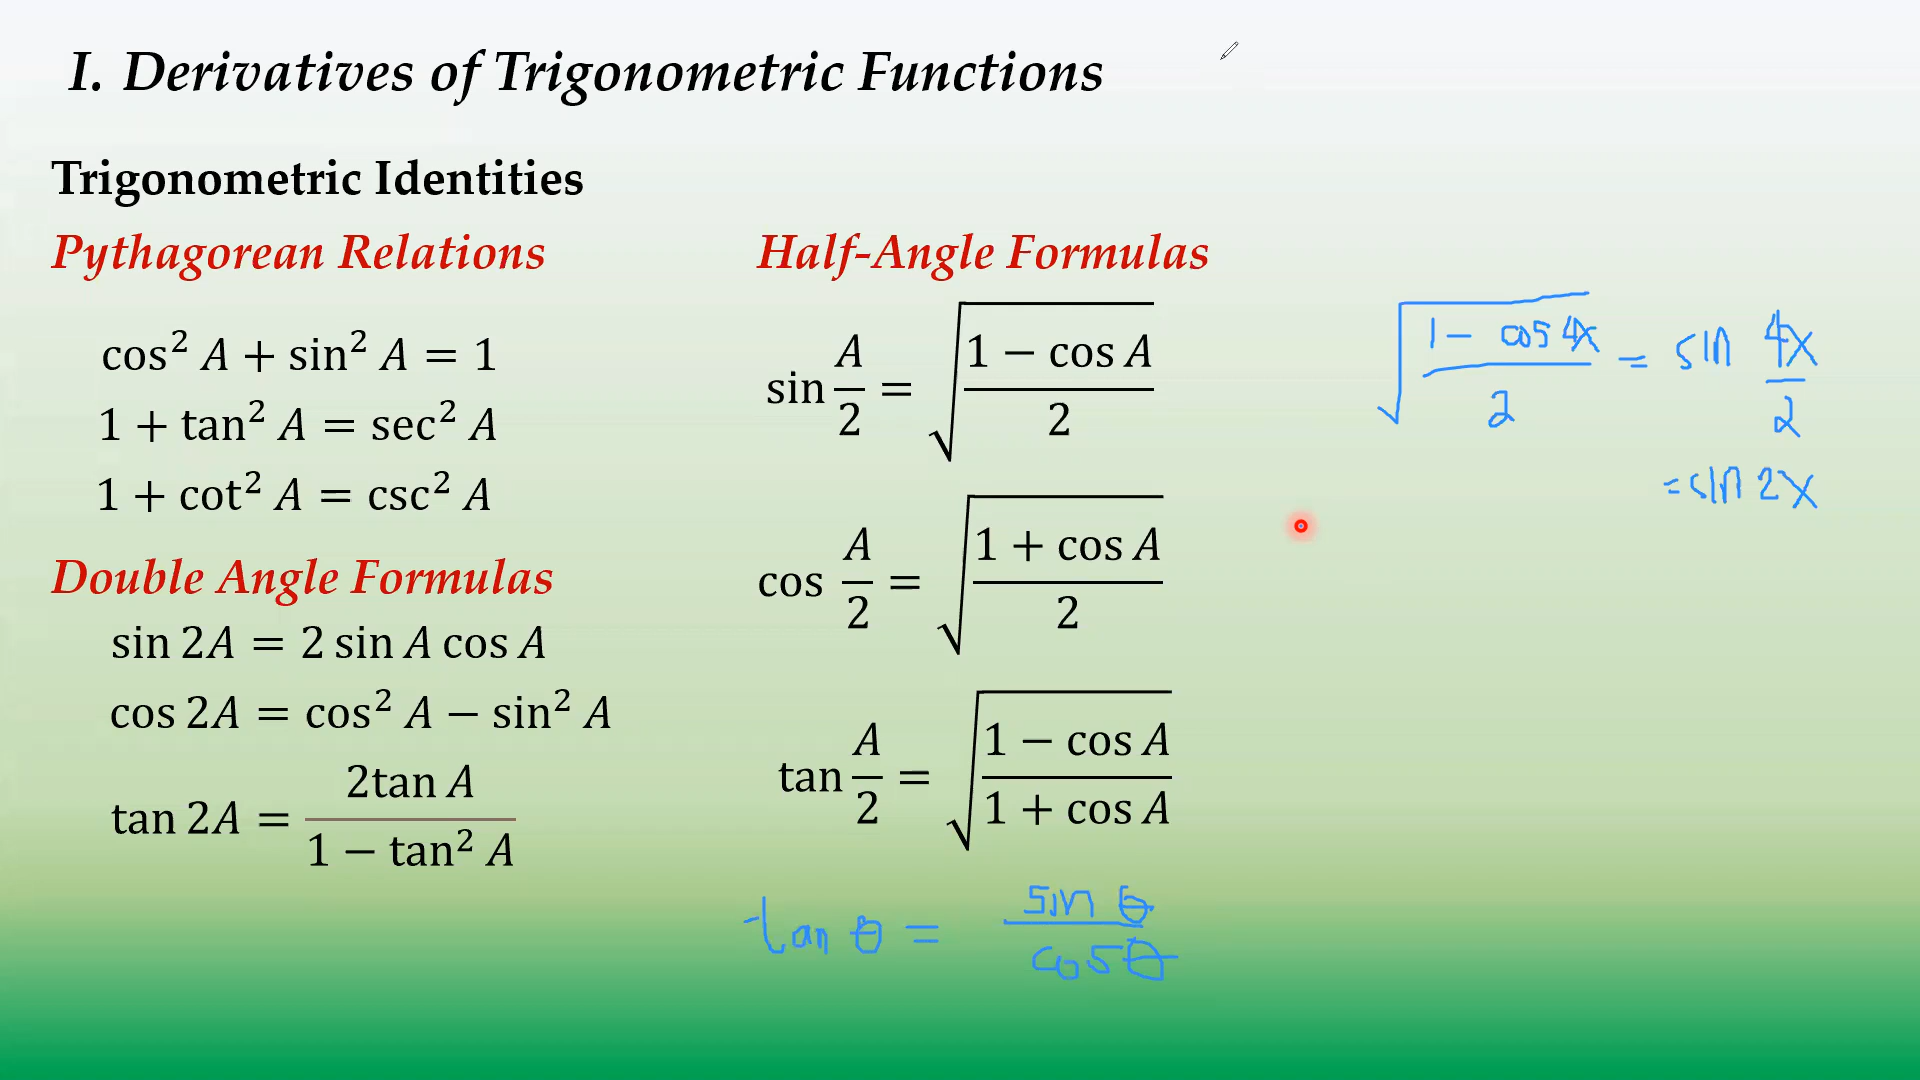 I. Derivatives of Trigonometric Functions
Trigonometric Identities
Pythagorean Relations
cos² A + sin² A = 1
1 + tan² A = sec² A
1 + cot² A = csc² A
Double Angle Formulas
sin 2A = 2 sin A cos A
cos 2A = cos² A − sin² A
tan 2A = 2tan A / (1 − tan² A)
Half-Angle Formulas
sin A/2 = √((1 − cos A)/2)
cos A/2 = √((1 + cos A)/2)
tan A/2 = √((1 − cos A)/(1 + cos A))
tan θ = sin θ / cos θ
√((1 − cos 4x)/2) = sin 4x/2
= sin 2x